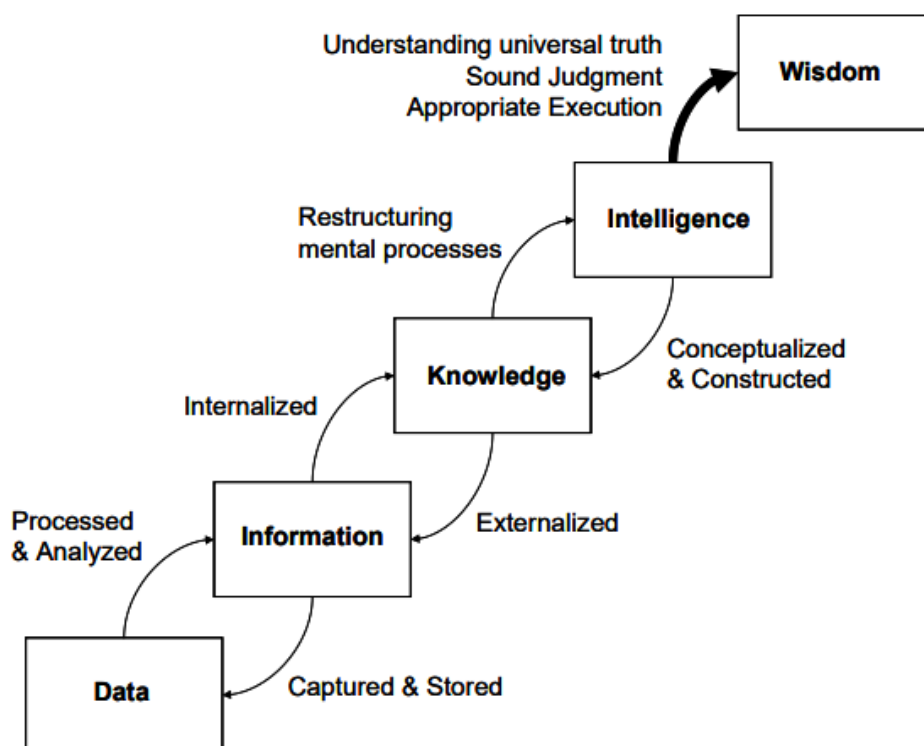 Understanding universal truth
Sound Judgment
Appropriate Execution
Wisdom
Restructuring
mental processes
Intelligence
Conceptualized
& Constructed
Knowledge
Internalized
Externalized
Processed
& Analyzed
Information
Captured & Stored
Data